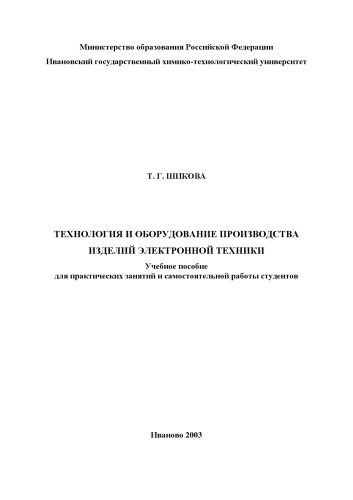 Министерство образования Российской Федерации
Ивановский государственный химико-технологический университет
Т. Г. ШИКОВА
ТЕХНОЛОГИЯ И ОБОРУДОВАНИЕ ПРОИЗВОДСТВА
ИЗДЕЛИЙ ЭЛЕКТРОННОЙ ТЕХНИКИ
Учебное пособие
для практических занятий и самостоятельной работы студентов
Иваново 2003